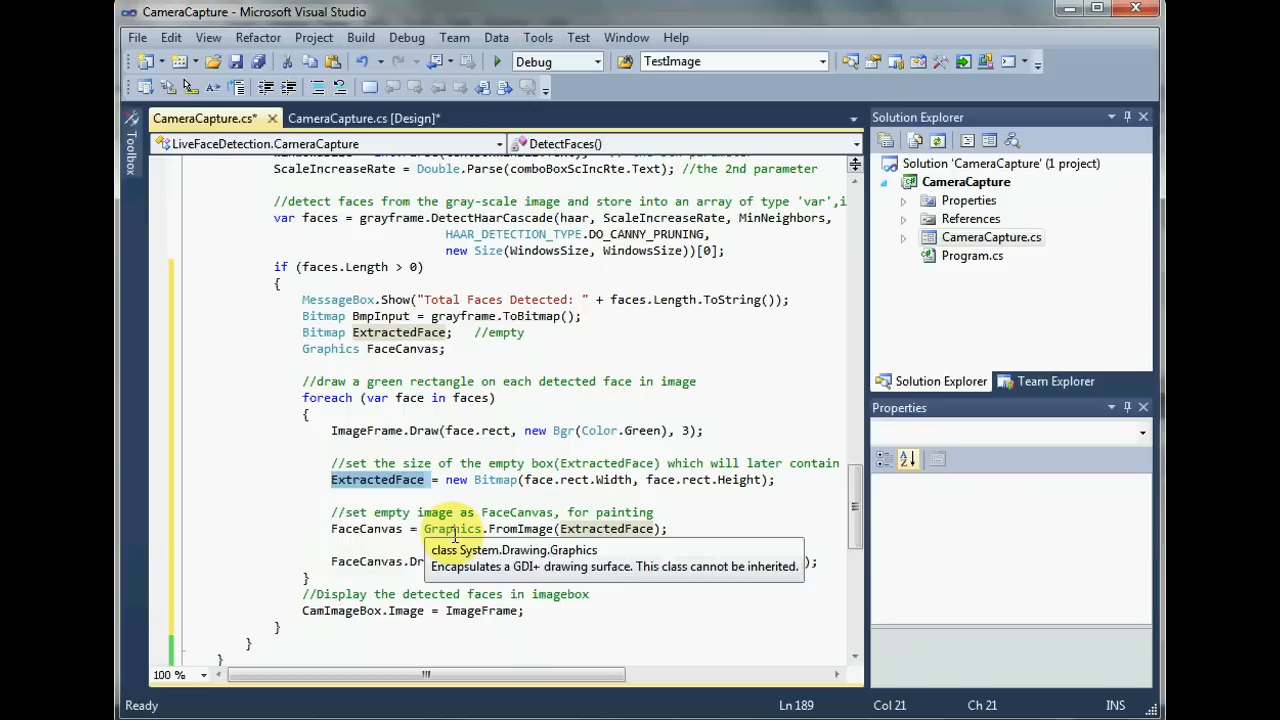 CameraCapture - Microsoft Visual Studio
File Edit View Refactor Project Build Debug Team Data Tools Test Window Help
Debug TestImage
CameraCapture.cs* CameraCapture.cs [Design]*
LiveFaceDetection.CameraCapture DetectFaces()
Toolbox
ScaleIncreaseRate = Double.Parse(comboBoxScIncRte.Text); //the 2nd parameter
//detect faces from the gray-scale image and store into an array of type 'var',i
var faces = grayframe.DetectHaarCascade(haar, ScaleIncreaseRate, MinNeighbors,
HAAR_DETECTION_TYPE.DO_CANNY_PRUNING,
new Size(WindowsSize, WindowsSize))[0];
if (faces.Length > 0)
{
MessageBox.Show("Total Faces Detected: " + faces.Length.ToString());
Bitmap BmpInput = grayframe.ToBitmap();
Bitmap ExtractedFace; //empty
Graphics FaceCanvas;
//draw a green rectangle on each detected face in image
foreach (var face in faces)
{
ImageFrame.Draw(face.rect, new Bgr(Color.Green), 3);
//set the size of the empty box(ExtractedFace) which will later contain
ExtractedFace = new Bitmap(face.rect.Width, face.rect.Height);
//set empty image as FaceCanvas, for painting
FaceCanvas = Graphics.FromImage(ExtractedFace);
class System.Drawing.Graphics
Encapsulates a GDI+ drawing surface. This class cannot be inherited.
FaceCanvas.Dr );
}
//Display the detected faces in imagebox
CamImageBox.Image = ImageFrame;
}
}
}
100 %
Solution Explorer
Solution 'CameraCapture' (1 project)
CameraCapture
Properties
References
CameraCapture.cs
Program.cs
Solution Explorer Team Explorer
Properties
Ready Ln 189 Col 21 Ch 21 INS